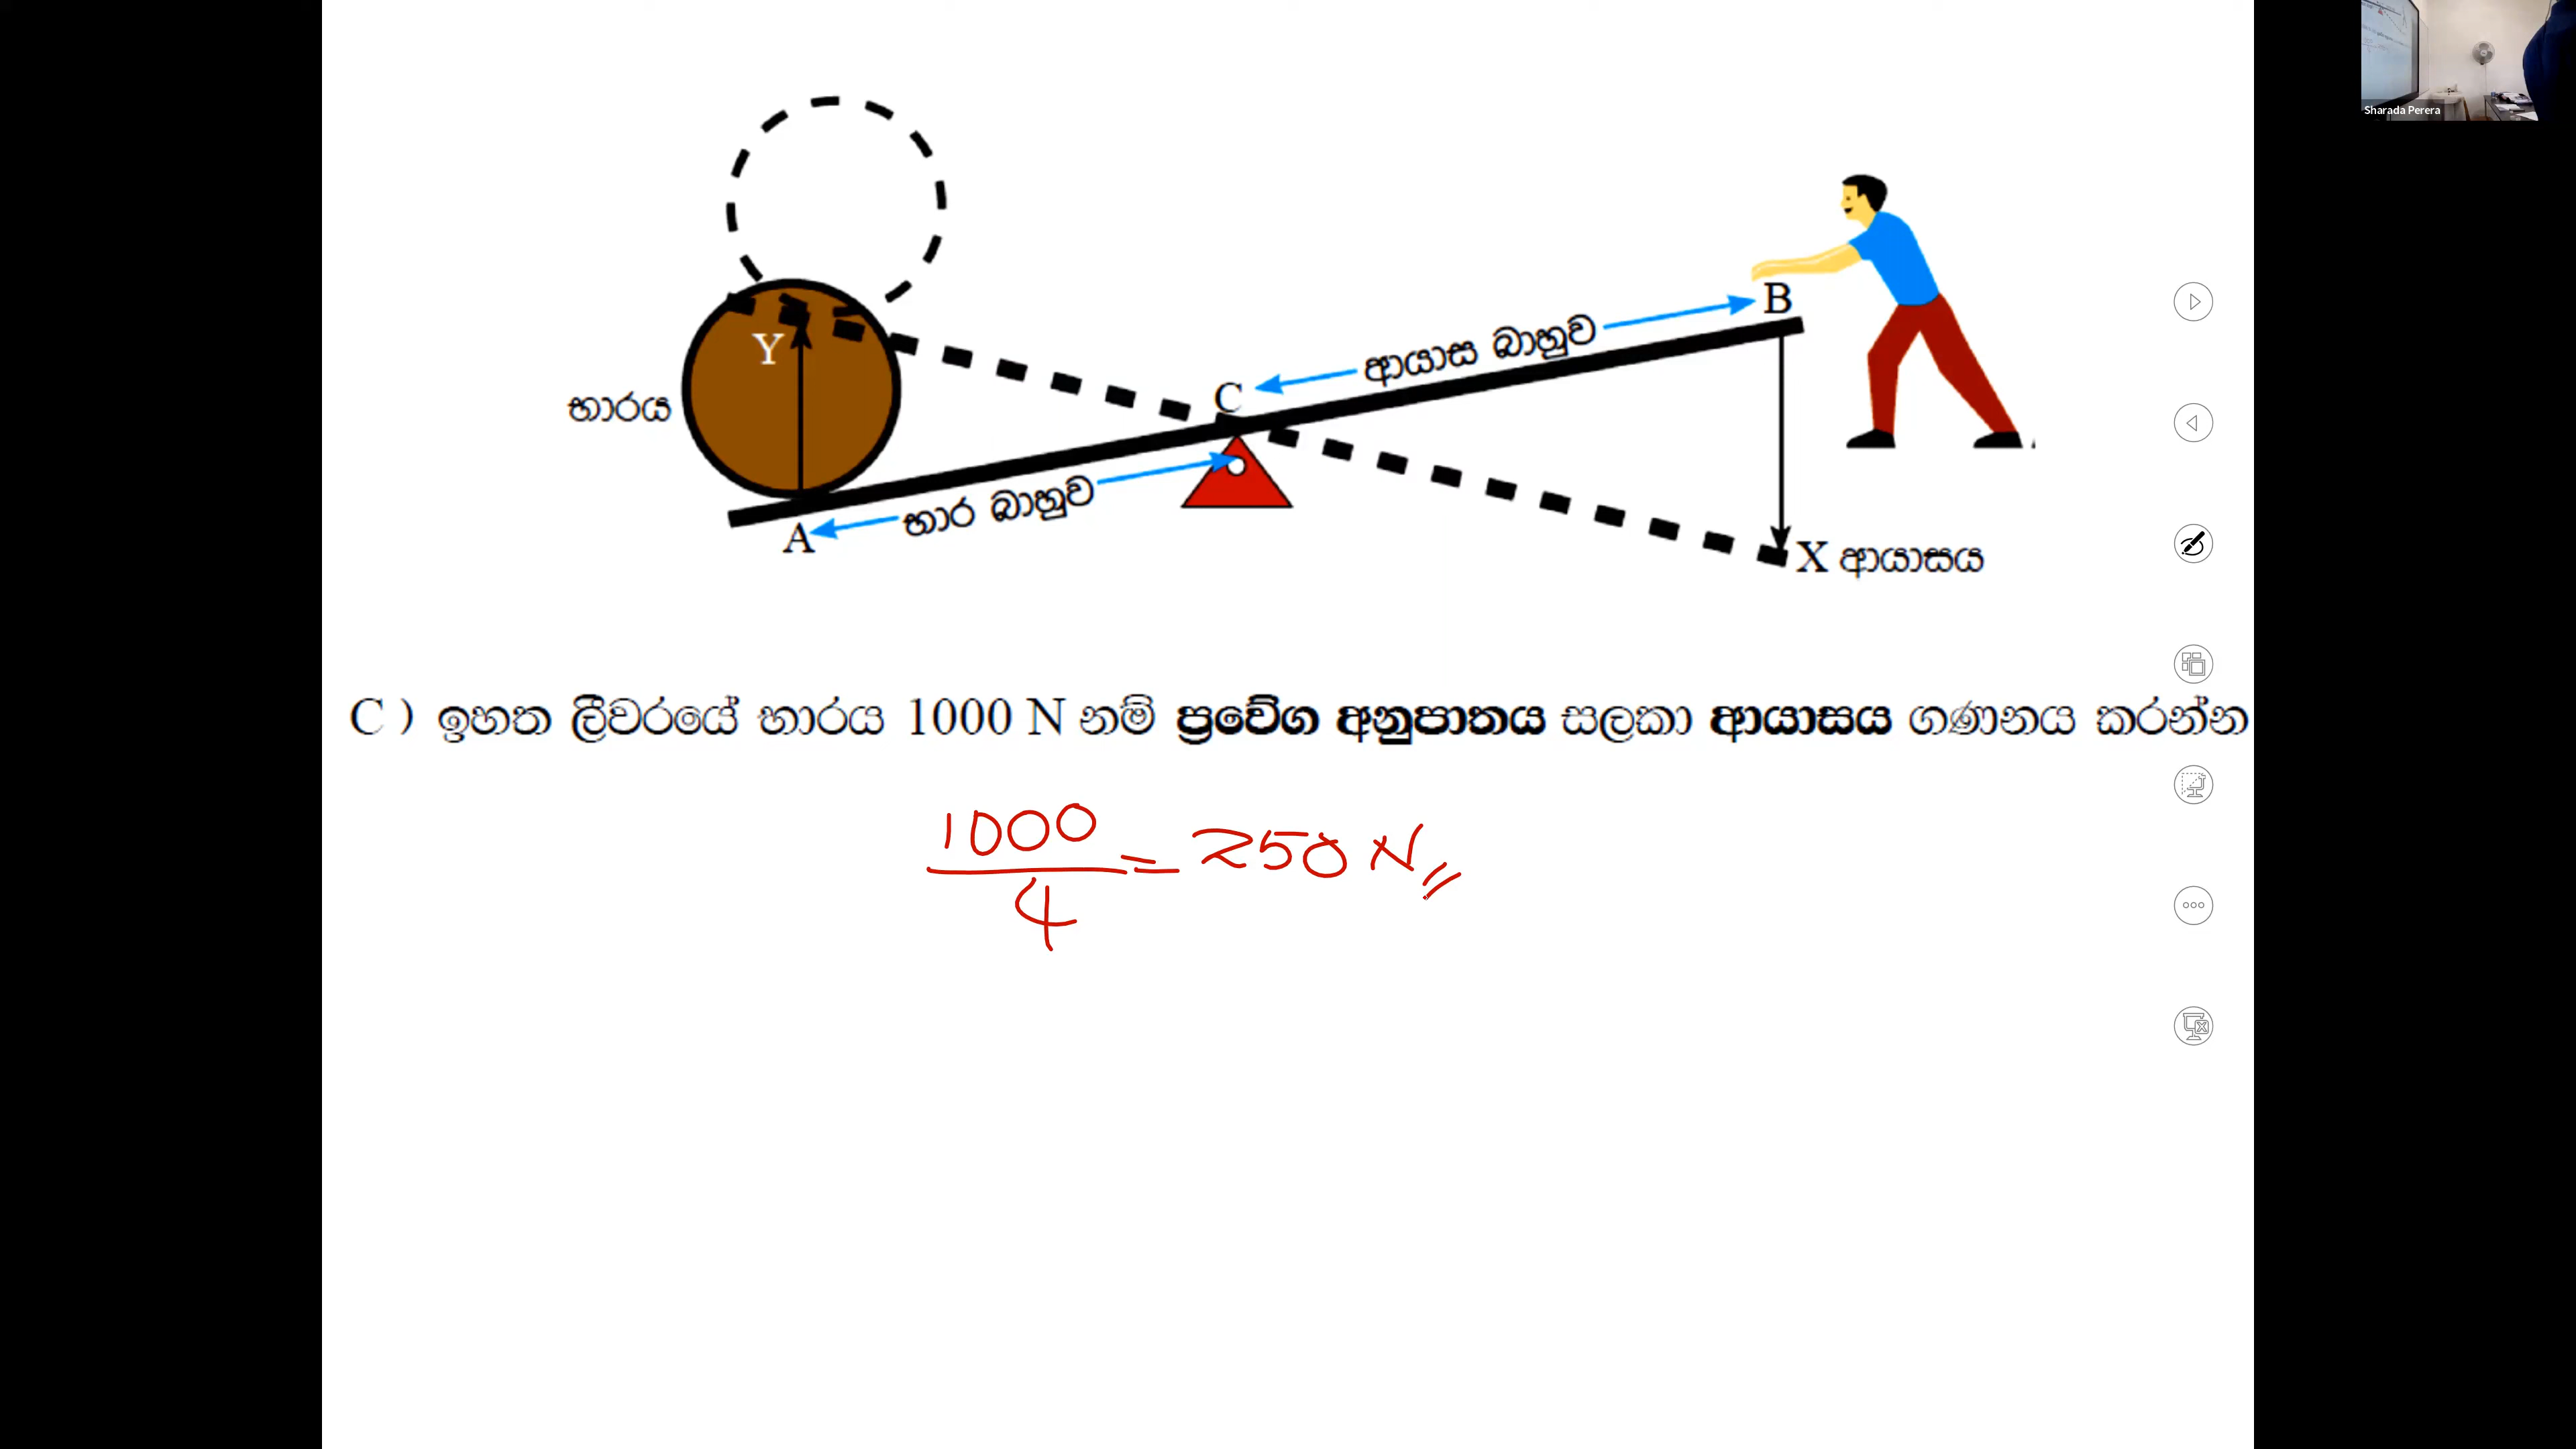 Sharada Perera
Y
භාරය
A
භාර බාහුව
C
ආයාස බාහුව
B
X ආයාසය
C ) ඉහත ලීවරයේ භාරය 1000 N නම් ප්‍රවේග අනුපාතය සලකා ආයාසය ගණනය කරන්න
1000
4
= 250 N